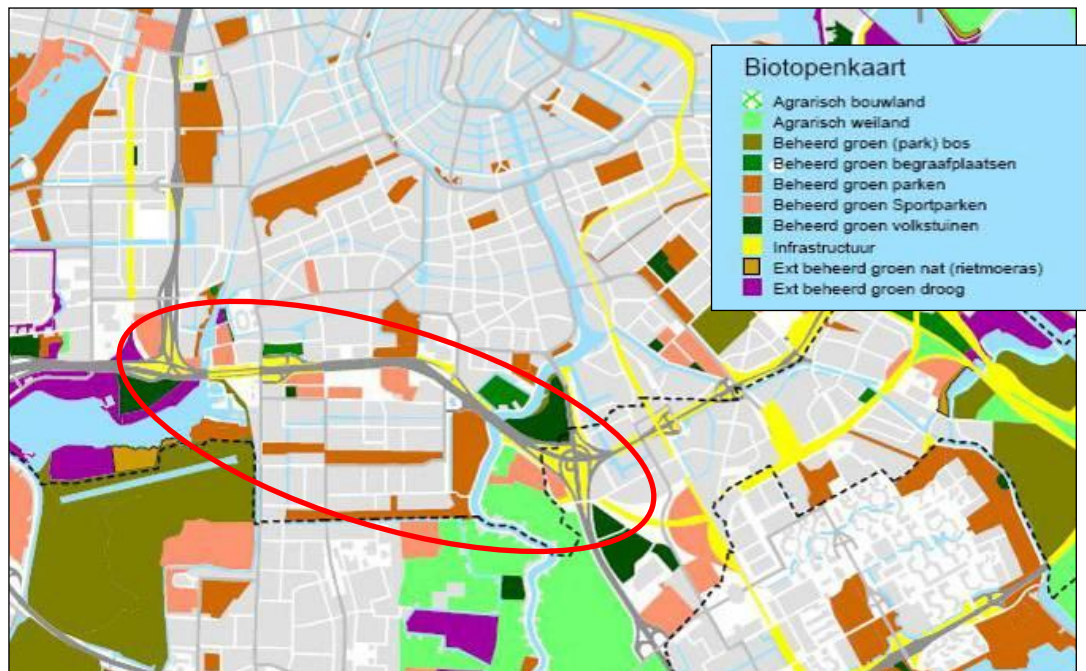 Biotopenkaart
Agrarisch bouwland
Agrarisch weiland
Beheerd groen (park) bos
Beheerd groen begraafplaatsen
Beheerd groen parken
Beheerd groen Sportparken
Beheerd groen volkstuinen
Infrastructuur
Ext beheerd groen nat (rietmoeras)
Ext beheerd groen droog